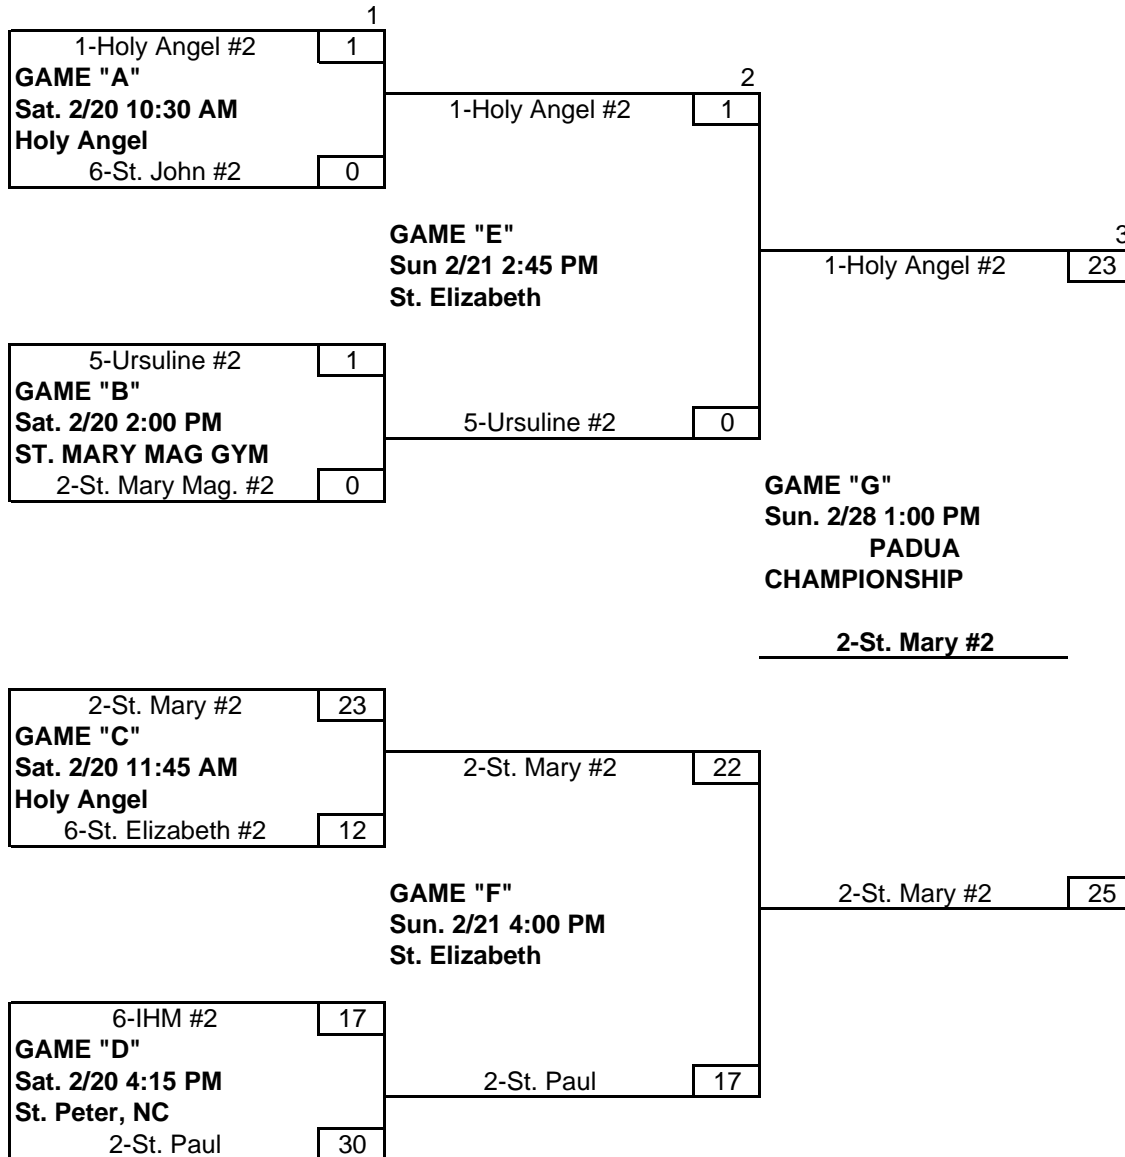 1
1-Holy Angel #2 1
GAME "A"
Sat. 2/20 10:30 AM
Holy Angel
6-St. John #2 0
2
1-Holy Angel #2 1
GAME "E"
Sun 2/21 2:45 PM
St. Elizabeth
3
1-Holy Angel #2 23
5-Ursuline #2 1
GAME "B"
Sat. 2/20 2:00 PM
ST. MARY MAG GYM
2-St. Mary Mag. #2 0
5-Ursuline #2 0
GAME "G"
Sun. 2/28 1:00 PM
PADUA
CHAMPIONSHIP
2-St. Mary #2
2-St. Mary #2 23
GAME "C"
Sat. 2/20 11:45 AM
Holy Angel
6-St. Elizabeth #2 12
2-St. Mary #2 22
GAME "F"
Sun. 2/21 4:00 PM
St. Elizabeth
2-St. Mary #2 25
6-IHM #2 17
GAME "D"
Sat. 2/20 4:15 PM
St. Peter, NC
2-St. Paul 30
2-St. Paul 17